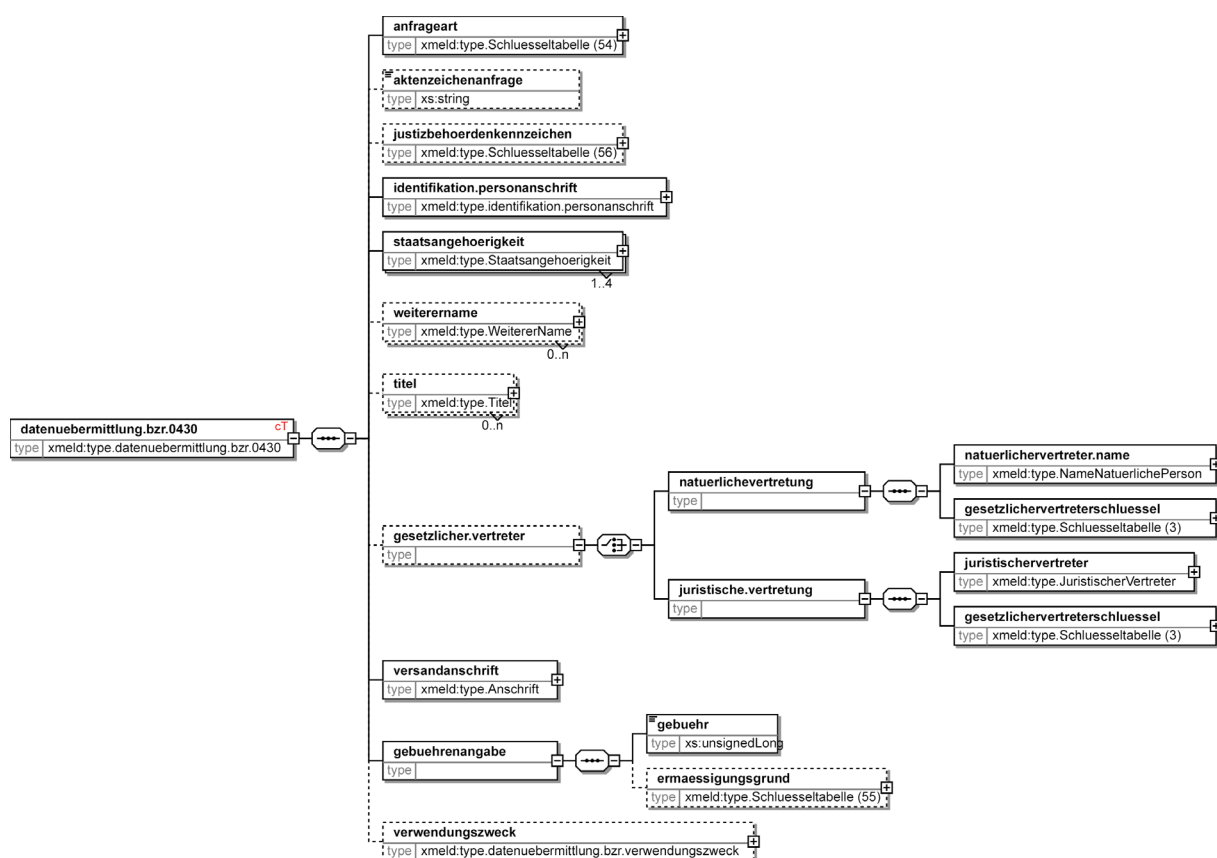 anfrageart
type xmeld:type.Schluesseltabelle (54)
aktenzeichenanfrage
type xs:string
justizbehoerdenkennzeichen
type xmeld:type.Schluesseltabelle (56)
identifikation.personanschrift
type xmeld:type.identifikation.personanschrift
staatsangehoerigkeit
type xmeld:type.Staatsangehoerigkeit
1..4
weiterername
type xmeld:type.WeitererName
0..n
titel
type xmeld:type.Titel
0..n
datenuebermittlung.bzr.0430 cT
type xmeld:type.datenuebermittlung.bzr.0430
gesetzlicher.vertreter
type
natuerlichevertretung
type
natuerlichervertreter.name
type xmeld:type.NameNatuerlichePerson
gesetzlichervertreterschluessel
type xmeld:type.Schluesseltabelle (3)
juristische.vertretung
type
juristischervertreter
type xmeld:type.JuristischerVertreter
gesetzlichervertreterschluessel
type xmeld:type.Schluesseltabelle (3)
versandanschrift
type xmeld:type.Anschrift
gebuehrenangabe
type
gebuehr
type xs:unsignedLong
ermaessigungsgrund
type xmeld:type.Schluesseltabelle (55)
verwendungszweck
type xmeld:type.datenuebermittlung.bzr.verwendungszweck